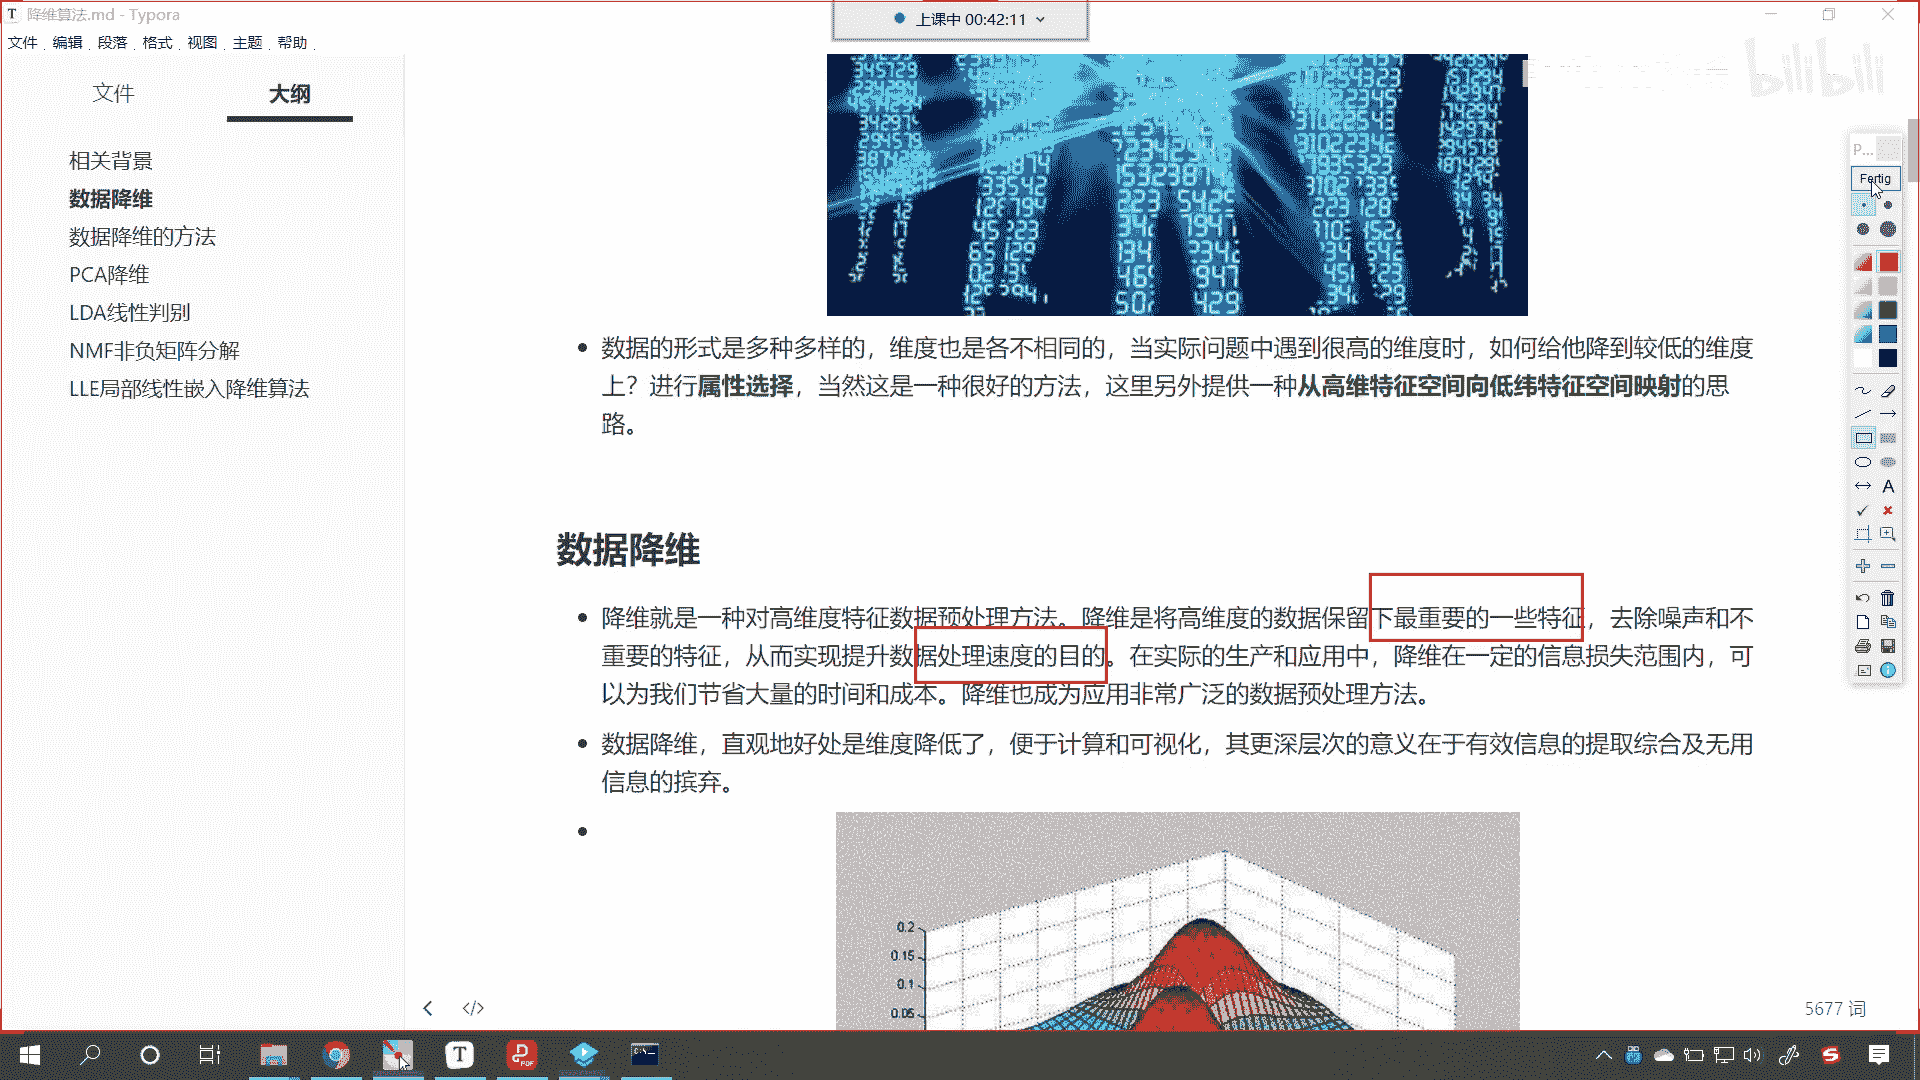 降维算法.md - Typora
上课中 00:42:11
文件 编辑 段落 格式 视图 主题 帮助
bilibili
文件 大纲
相关背景
数据降维
数据降维的方法
PCA降维
LDA线性判别
NMF非负矩阵分解
LLE局部线性嵌入降维算法
数据的形式是多种多样的，维度也是各不相同的，当实际问题中遇到很高的维度时，如何给他降到较低的维度
上？进行属性选择，当然这是一种很好的方法，这里另外提供一种从高维特征空间向低纬特征空间映射的思
路。
数据降维
降维就是一种对高维度特征数据预处理方法。降维是将高维度的数据保留下最重要的一些特征，去除噪声和不
重要的特征，从而实现提升数据处理速度的目的。在实际的生产和应用中，降维在一定的信息损失范围内，可
以为我们节省大量的时间和成本。降维也成为应用非常广泛的数据预处理方法。
数据降维，直观地好处是维度降低了，便于计算和可视化，其更深层次的意义在于有效信息的提取综合及无用
信息的摈弃。
0.2
0.15
0.1
0.05
5677 词
P...
Fertig
A